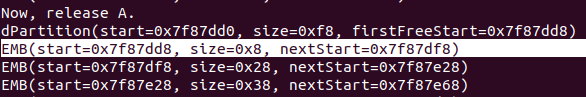 Now, release A.
dPartition(start=0x7f87dd0, size=0xf8, firstFreeStart=0x7f87dd8)
EMB(start=0x7f87dd8, size=0x8, nextStart=0x7f87df8)
EMB(start=0x7f87df8, size=0x28, nextStart=0x7f87e28)
EMB(start=0x7f87e28, size=0x38, nextStart=0x7f87e68)